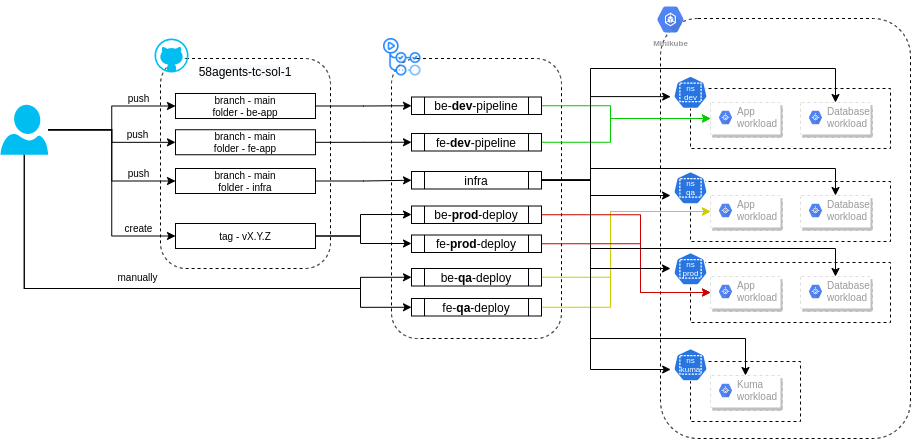 Minikube
58agents-tc-sol-1
push
branch - main
folder - be-app
be-dev-pipeline
ns
dev
App
workload
Database
workload
push
branch - main
folder - fe-app
fe-dev-pipeline
push
branch - main
folder - infra
infra
ns
qa
App
workload
Database
workload
create
tag - vX.Y.Z
be-prod-deploy
fe-prod-deploy
manually
be-qa-deploy
fe-qa-deploy
ns
prod
App
workload
Database
workload
ns
kuma
Kuma
workload